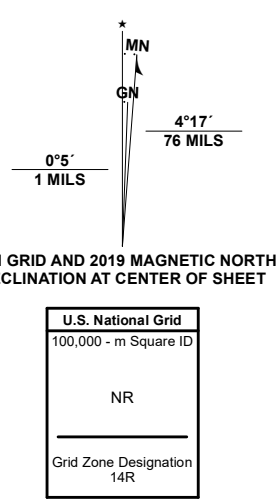 ★
MN
GN
4°17´
76 MILS
0°5´
1 MILS
GRID AND 2019 MAGNETIC NORTH
AT CENTER OF SHEET
U.S. National Grid
100,000 - m Square ID
NR
Grid Zone Designation
14R